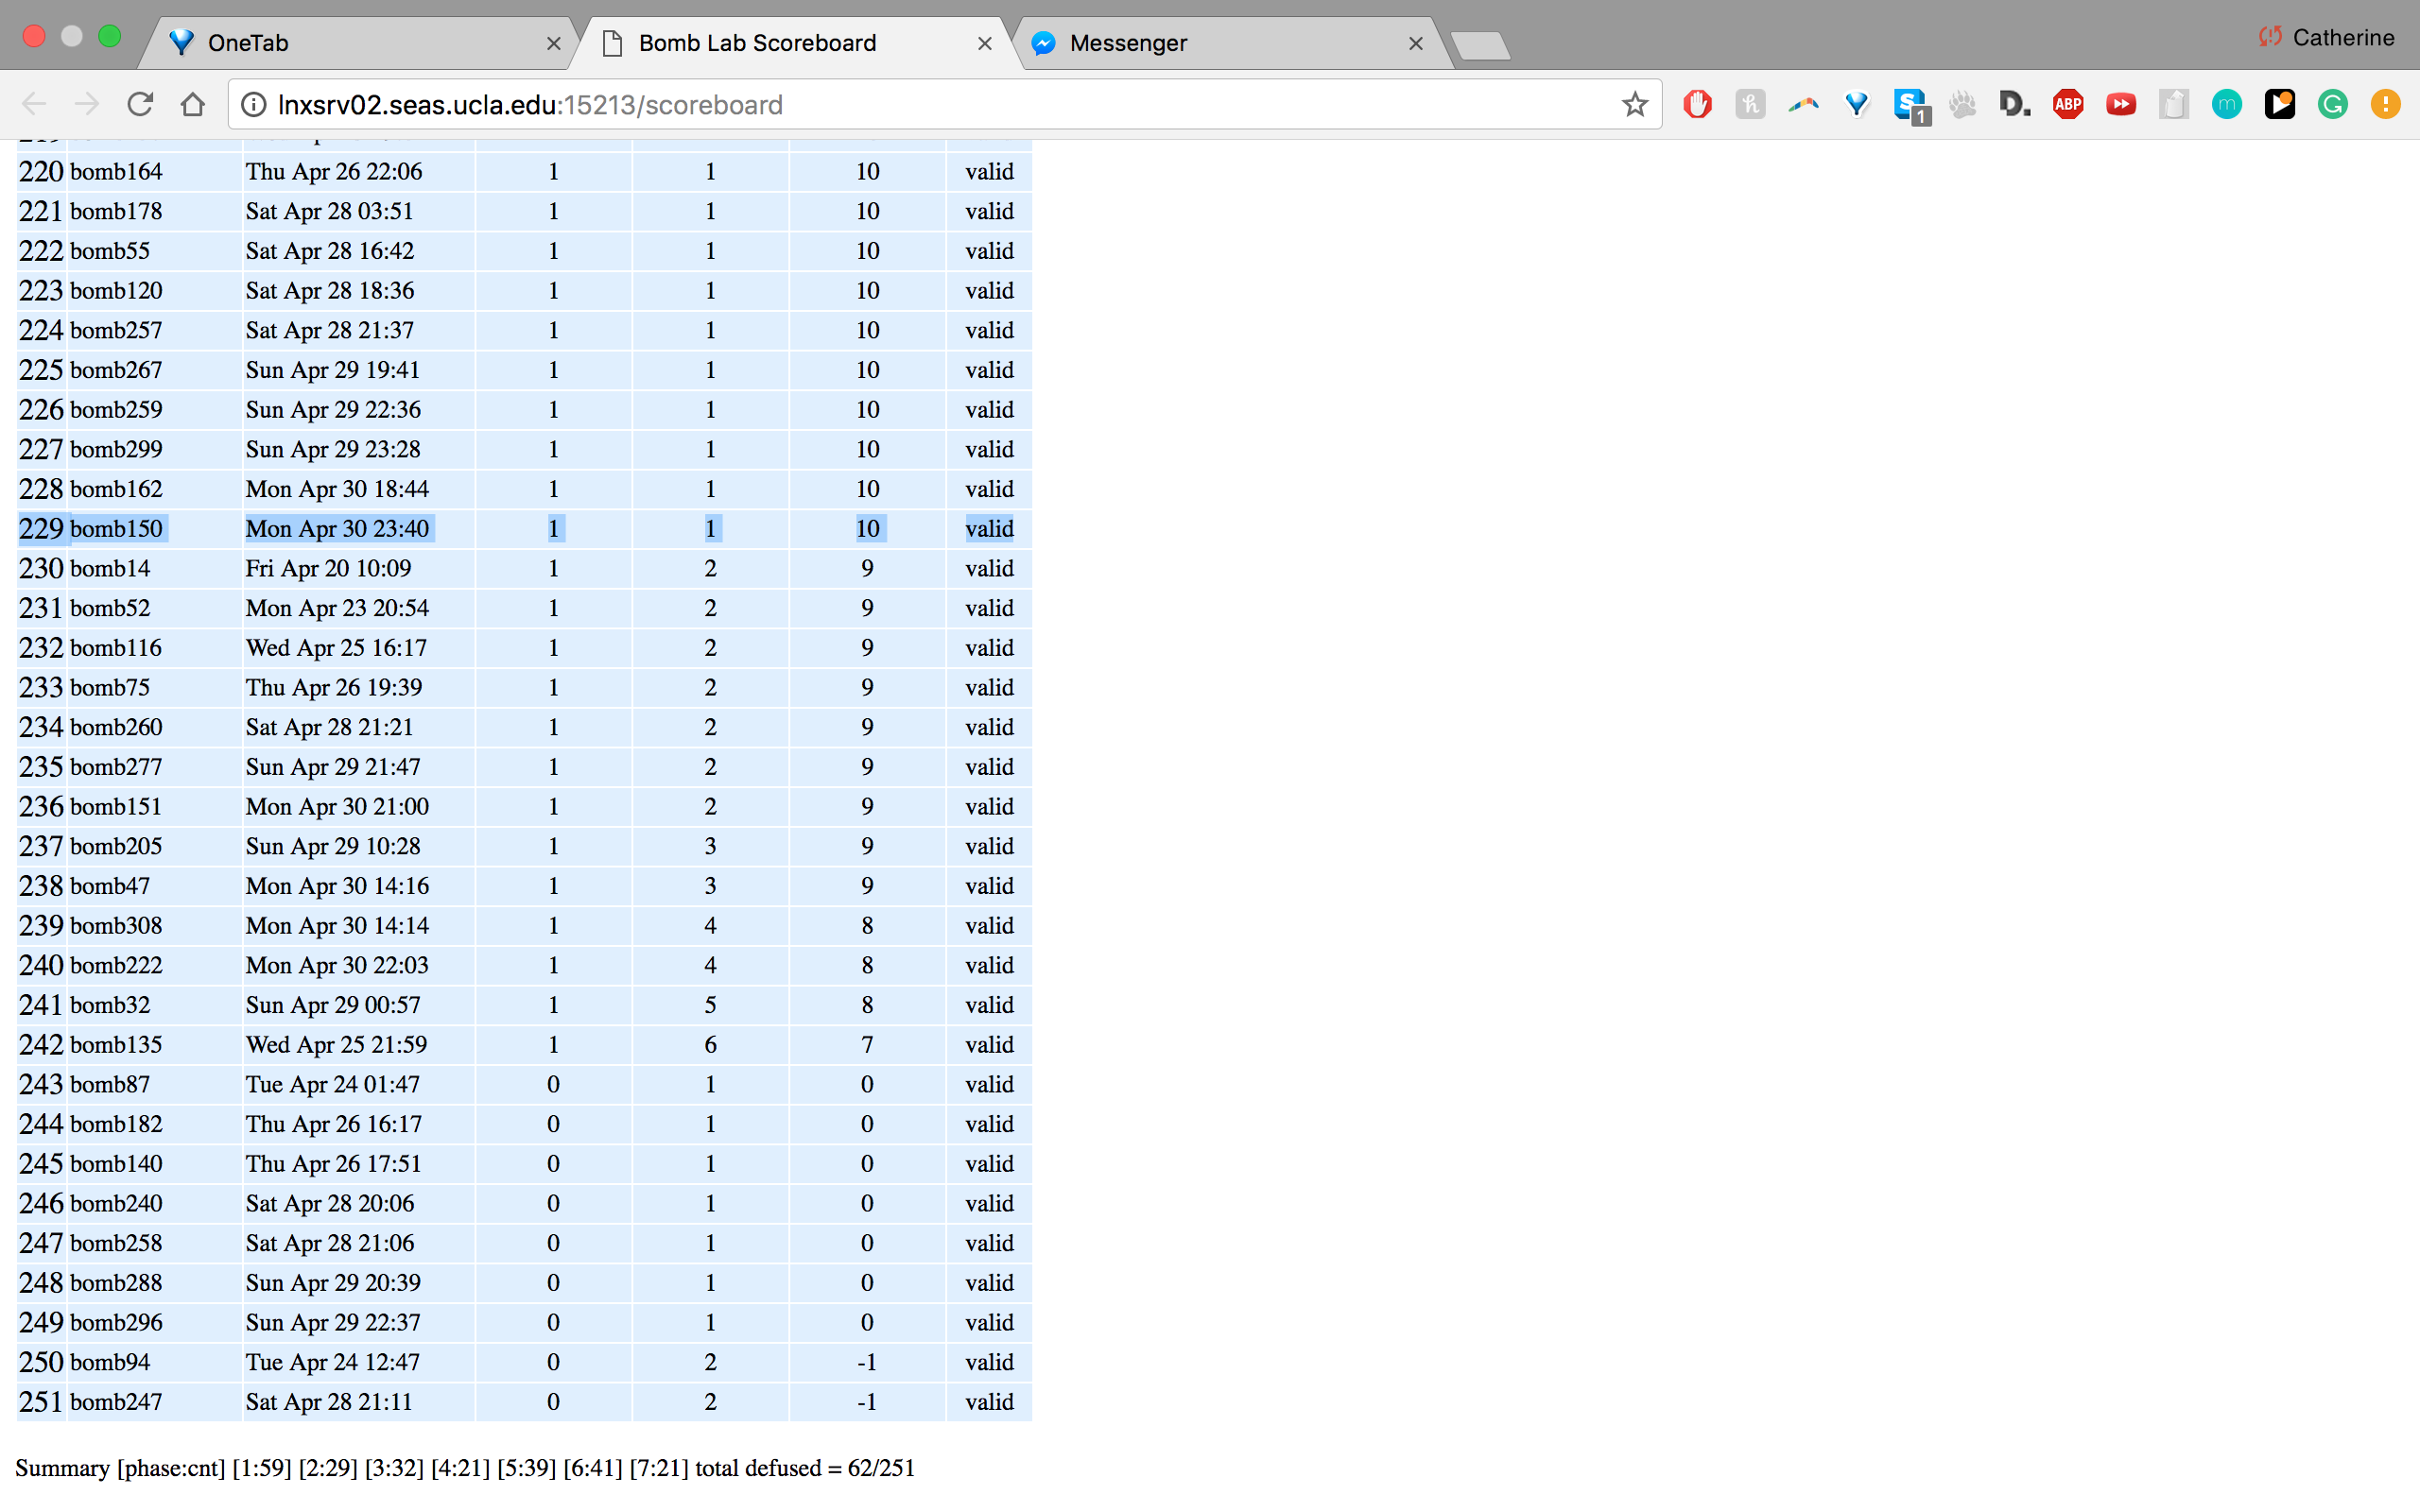 OneTab
Bomb Lab Scoreboard
Messenger
Catherine
lnxsrv02.seas.ucla.edu:15213/scoreboard
1
ABP
220 bomb164 Thu Apr 26 22:06 1 1 10 valid
221 bomb178 Sat Apr 28 03:51 1 1 10 valid
222 bomb55 Sat Apr 28 16:42 1 1 10 valid
223 bomb120 Sat Apr 28 18:36 1 1 10 valid
224 bomb257 Sat Apr 28 21:37 1 1 10 valid
225 bomb267 Sun Apr 29 19:41 1 1 10 valid
226 bomb259 Sun Apr 29 22:36 1 1 10 valid
227 bomb299 Sun Apr 29 23:28 1 1 10 valid
228 bomb162 Mon Apr 30 18:44 1 1 10 valid
229 bomb150 Mon Apr 30 23:40 1 1 10 valid
230 bomb14 Fri Apr 20 10:09 1 2 9 valid
231 bomb52 Mon Apr 23 20:54 1 2 9 valid
232 bomb116 Wed Apr 25 16:17 1 2 9 valid
233 bomb75 Thu Apr 26 19:39 1 2 9 valid
234 bomb260 Sat Apr 28 21:21 1 2 9 valid
235 bomb277 Sun Apr 29 21:47 1 2 9 valid
236 bomb151 Mon Apr 30 21:00 1 2 9 valid
237 bomb205 Sun Apr 29 10:28 1 3 9 valid
238 bomb47 Mon Apr 30 14:16 1 3 9 valid
239 bomb308 Mon Apr 30 14:14 1 4 8 valid
240 bomb222 Mon Apr 30 22:03 1 4 8 valid
241 bomb32 Sun Apr 29 00:57 1 5 8 valid
242 bomb135 Wed Apr 25 21:59 1 6 7 valid
243 bomb87 Tue Apr 24 01:47 0 1 0 valid
244 bomb182 Thu Apr 26 16:17 0 1 0 valid
245 bomb140 Thu Apr 26 17:51 0 1 0 valid
246 bomb240 Sat Apr 28 20:06 0 1 0 valid
247 bomb258 Sat Apr 28 21:06 0 1 0 valid
248 bomb288 Sun Apr 29 20:39 0 1 0 valid
249 bomb296 Sun Apr 29 22:37 0 1 0 valid
250 bomb94 Tue Apr 24 12:47 0 2 -1 valid
251 bomb247 Sat Apr 28 21:11 0 2 -1 valid
Summary [phase:cnt] [1:59] [2:29] [3:32] [4:21] [5:39] [6:41] [7:21] total defused = 62/251